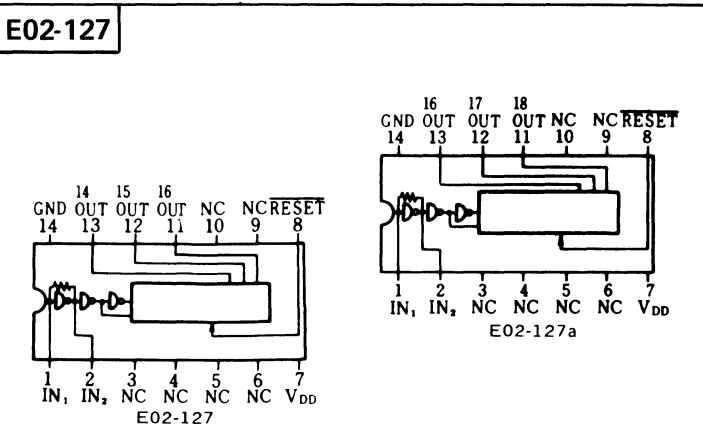 E02-127
16 17 18
GND OUT OUT OUT NC NC RESET
14 13 12 11 10 9 8
1 2 3 4 5 6 7
IN₁ IN₂ NC NC NC NC VDD
E02-127a
14 15 16
GND OUT OUT OUT NC NC RESET
14 13 12 11 10 9 8
1 2 3 4 5 6 7
IN₁ IN₂ NC NC NC NC VDD
E02-127